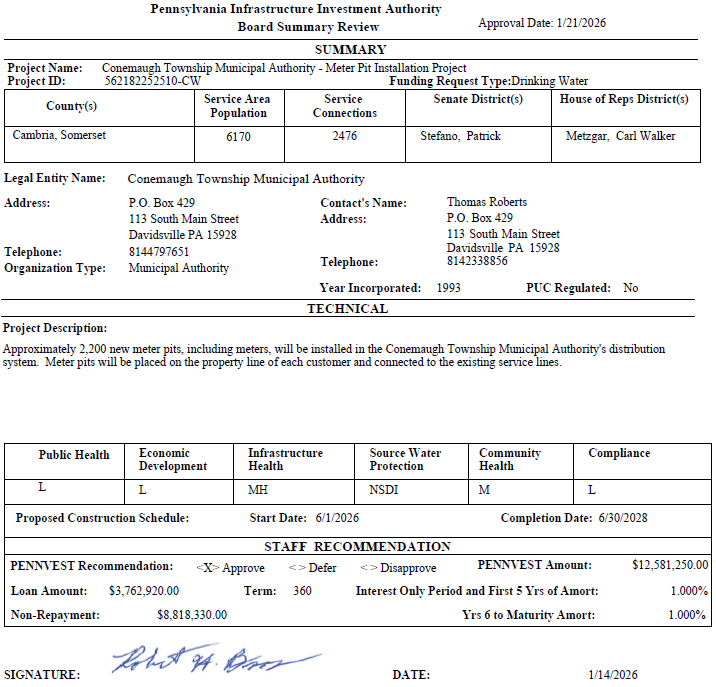 Pennsylvania Infrastructure Investment Authority
Board Summary Review
Approval Date: 1/21/2026
SUMMARY
Project Name: Conemaugh Township Municipal Authority - Meter Pit Installation Project
Project ID: 562182252510-CW Funding Request Type:Drinking Water
County(s) Service Area Population Service Connections Senate District(s) House of Reps District(s)
Cambria, Somerset 6170 2476 Stefano, Patrick Metzgar, Carl Walker
Legal Entity Name: Conemaugh Township Municipal Authority
Address: P.O. Box 429
113 South Main Street
Davidsville PA 15928
Telephone: 8144797651
Organization Type: Municipal Authority
Contact's Name: Thomas Roberts
Address: P.O. Box 429
113 South Main Street
Davidsville PA 15928
Telephone: 8142338856
Year Incorporated: 1993 PUC Regulated: No
TECHNICAL
Project Description:
Approximately 2,200 new meter pits, including meters, will be installed in the Conemaugh Township Municipal Authority's distribution
system. Meter pits will be placed on the property line of each customer and connected to the existing service lines.
Public Health Economic Development Infrastructure Health Source Water Protection Community Health Compliance
L L MH NSDI M L
Proposed Construction Schedule: Start Date: 6/1/2026 Completion Date: 6/30/2028
STAFF RECOMMENDATION
PENNVEST Recommendation: <X> Approve < > Defer < > Disapprove PENNVEST Amount: $12,581,250.00
Loan Amount: $3,762,920.00 Term: 360 Interest Only Period and First 5 Yrs of Amort: 1.000%
Non-Repayment: $8,818,330.00 Yrs 6 to Maturity Amort: 1.000%
SIGNATURE: Robert H. DATE: 1/14/2026